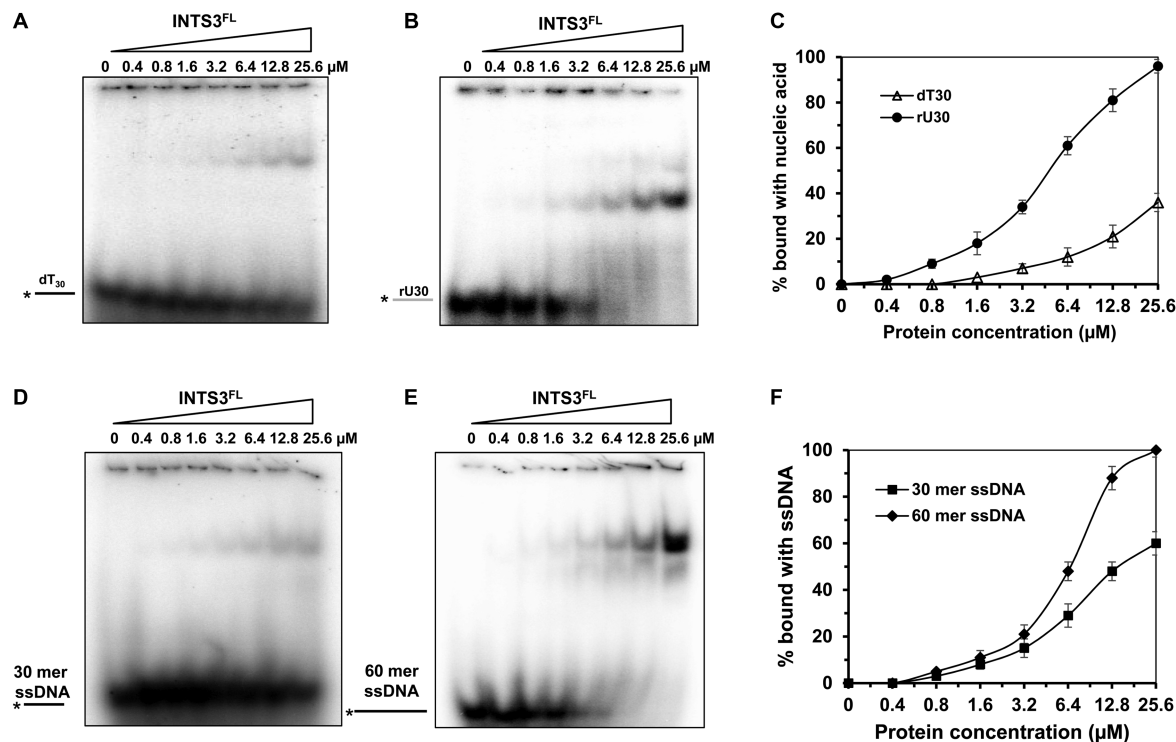 A
INTS3FL
0 0.4 0.8 1.6 3.2 6.4 12.8 25.6 µM
* dT30
B
INTS3FL
0 0.4 0.8 1.6 3.2 6.4 12.8 25.6 µM
* rU30
C
% bound with nucleic acid
100
80
60
40
20
0
dT30
rU30
0 0.4 0.8 1.6 3.2 6.4 12.8 25.6
Protein concentration (µM)
D
INTS3FL
0 0.4 0.8 1.6 3.2 6.4 12.8 25.6 µM
30 mer
ssDNA
*
E
INTS3FL
0 0.4 0.8 1.6 3.2 6.4 12.8 25.6 µM
60 mer
ssDNA
*
F
% bound with ssDNA
100
80
60
40
20
0
30 mer ssDNA
60 mer ssDNA
0 0.4 0.8 1.6 3.2 6.4 12.8 25.6
Protein concentration (µM)